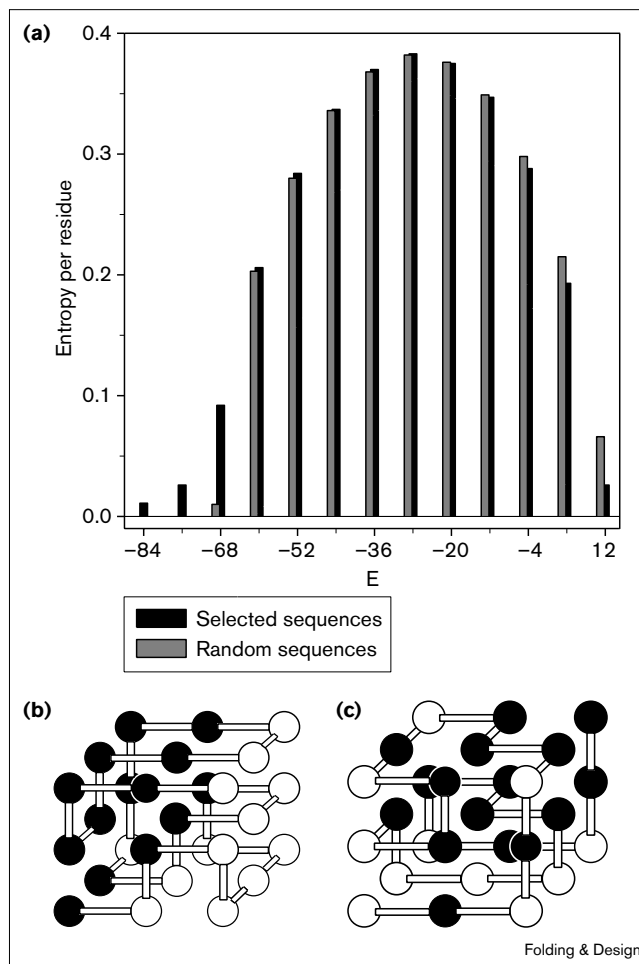 (a)
0.4
0.3
0.2
0.1
0.0
Entropy per residue
−84 −68 −52 −36 −20 −4 12
E
Selected sequences
Random sequences
(b) (c)
Folding & Design